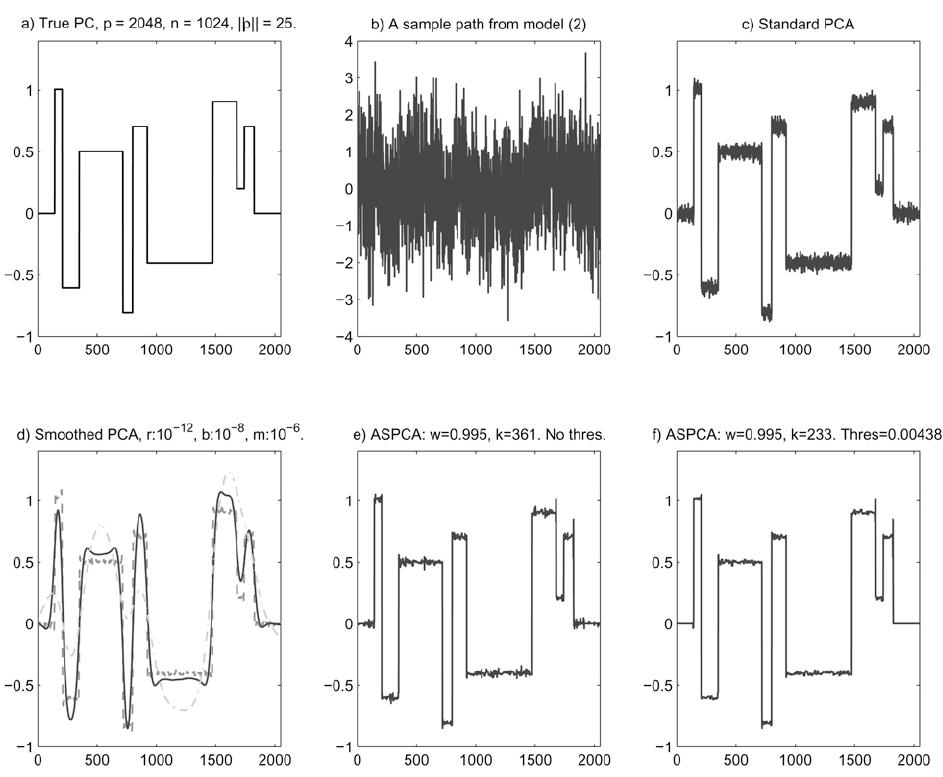 a) True PC, p = 2048, n = 1024, ||ρ|| = 25.
b) A sample path from model (2)
c) Standard PCA
1
0.5
0
−0.5
−1
0 500 1000 1500 2000
4
3
2
1
0
−1
−2
−3
−4
0 500 1000 1500 2000
1
0.5
0
−0.5
−1
0 500 1000 1500 2000
d) Smoothed PCA, r:10⁻¹², b:10⁻⁸, m:10⁻⁶.
e) ASPCA: w=0.995, k=361. No thres.
f) ASPCA: w=0.995, k=233. Thres=0.00438
1
0.5
0
−0.5
−1
0 500 1000 1500 2000
1
0.5
0
−0.5
−1
0 500 1000 1500 2000
1
0.5
0
−0.5
−1
0 500 1000 1500 2000